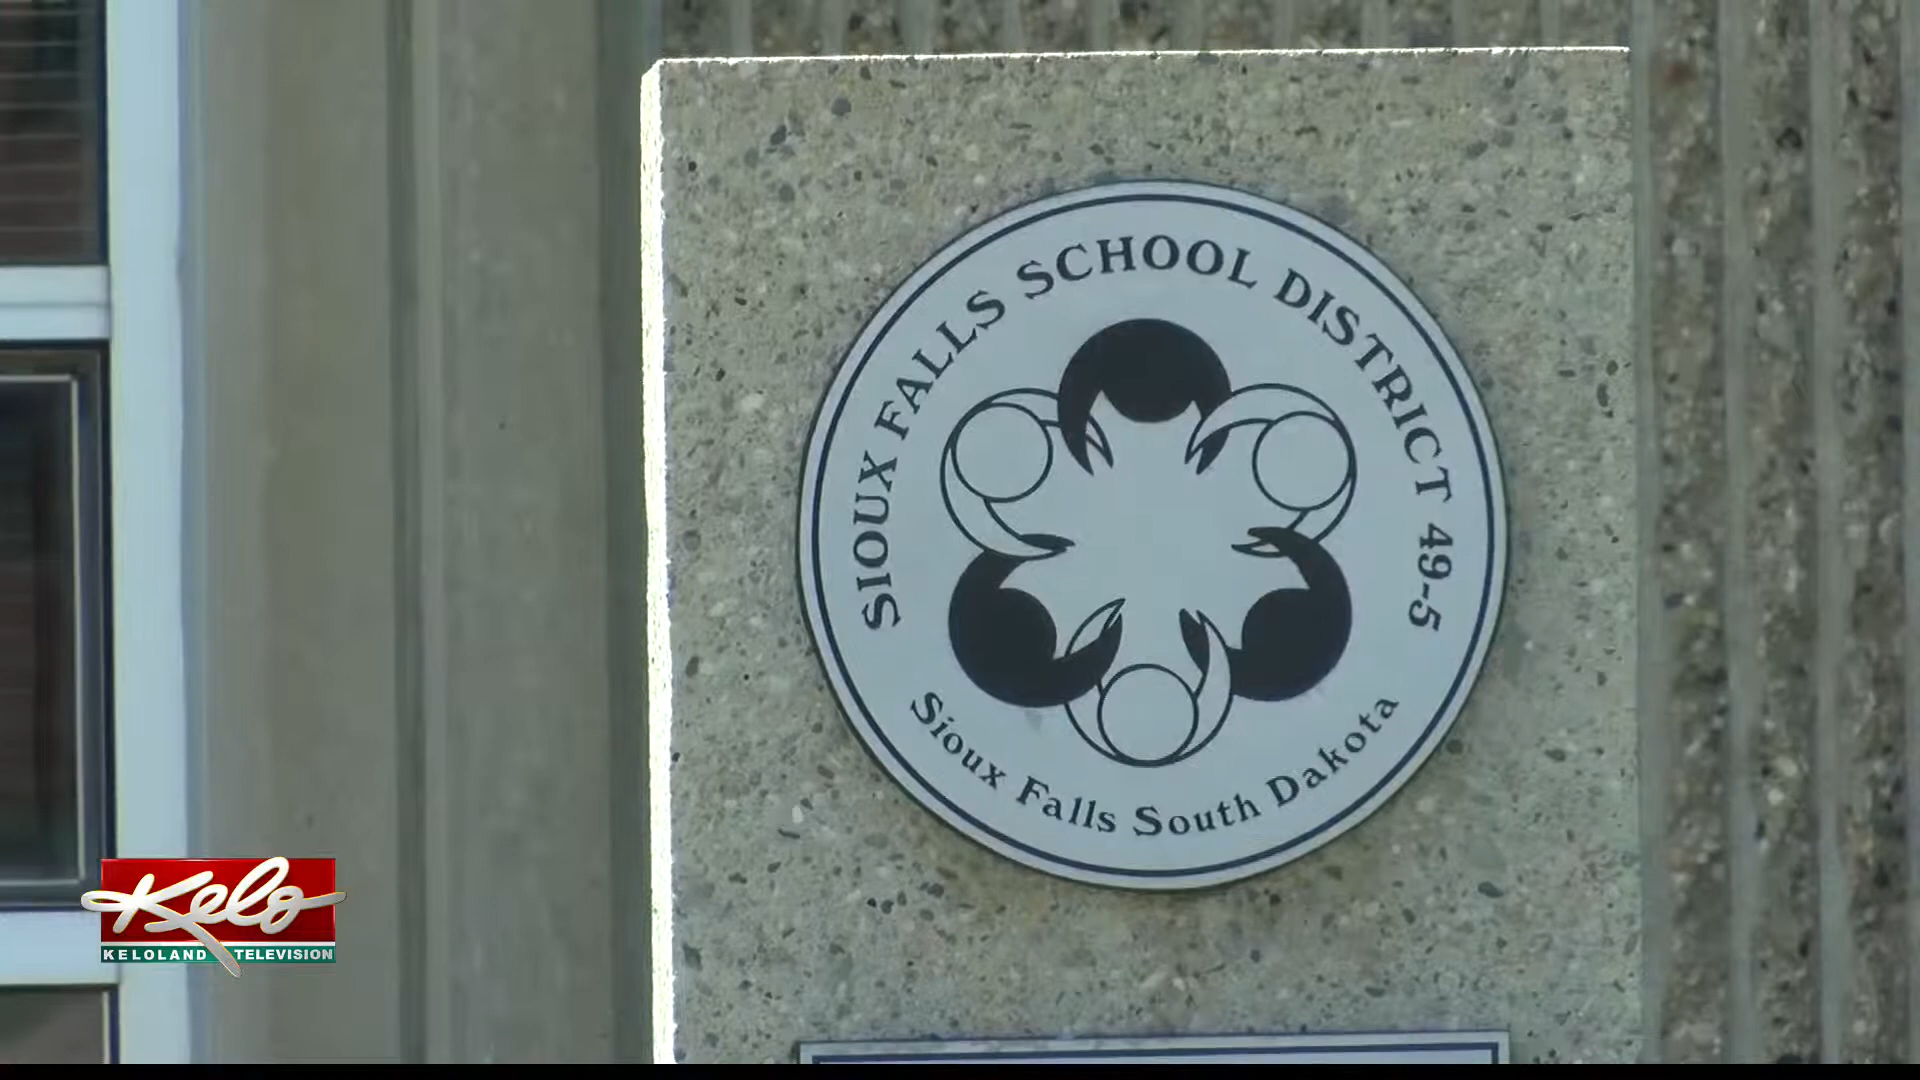 SIOUX FALLS SCHOOL DISTRICT 49-5
Sioux Falls South Dakota
Kelo
KELOLAND TELEVISION